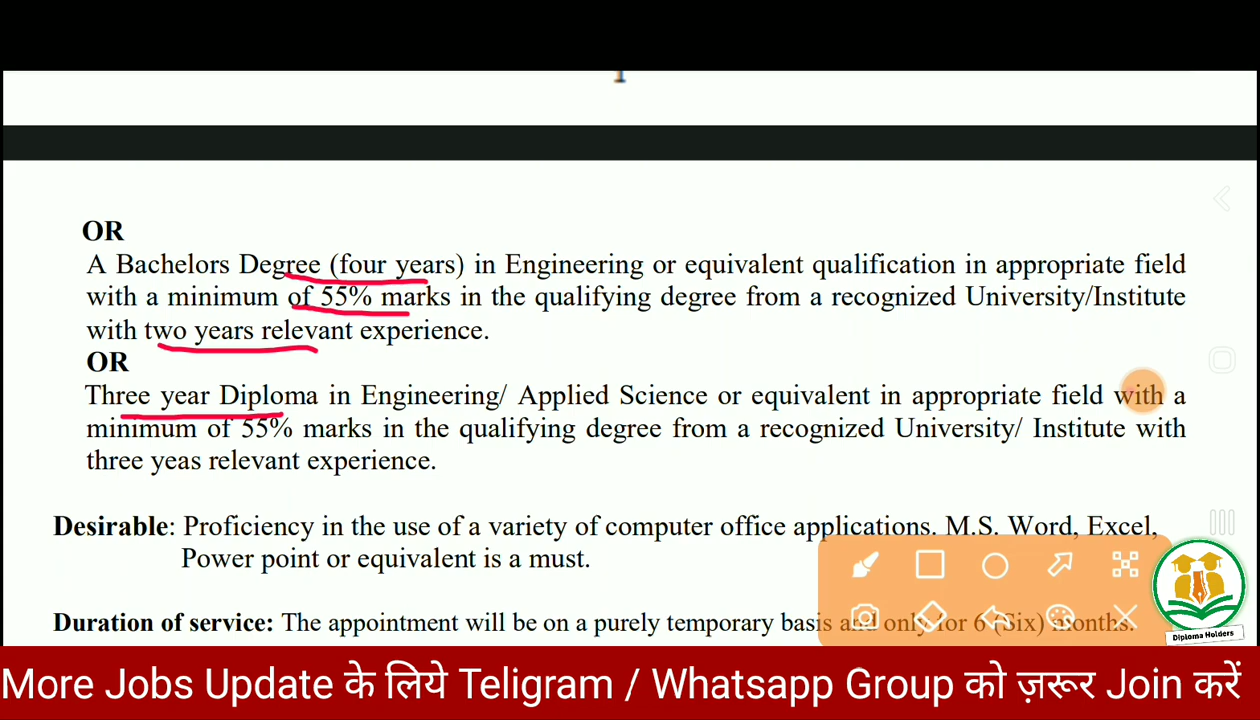 OR
A Bachelors Degree (four years) in Engineering or equivalent qualification in appropriate field
with a minimum of 55% marks in the qualifying degree from a recognized University/Institute
with two years relevant experience.
OR
Three year Diploma in Engineering/ Applied Science or equivalent in appropriate field with a
minimum of 55% marks in the qualifying degree from a recognized University/ Institute with
three yeas relevant experience.
Desirable: Proficiency in the use of a variety of computer office applications. M.S. Word, Excel,
Power point or equivalent is a must.
Duration of service: The appointment will be on a purely temporary basis and only for 6 (Six) months.
Diploma Holders
More Jobs Update के लिये Teligram / Whatsapp Group को ज़रूर Join करें